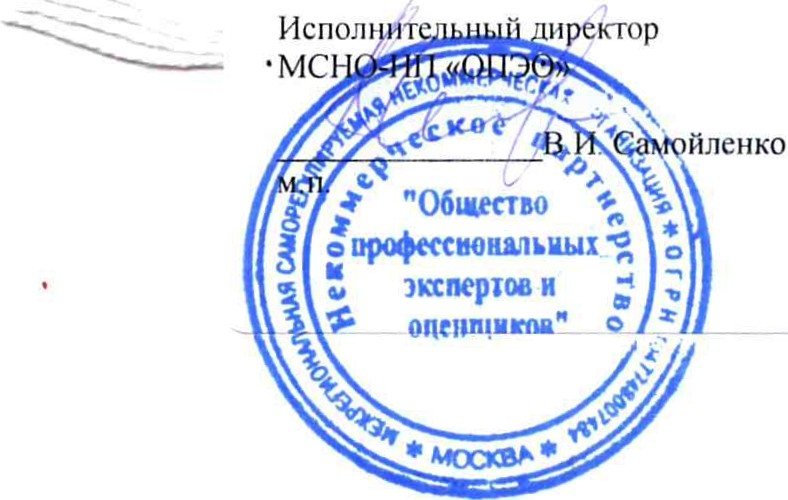 Исполнительный директор
МСНО-НП «ОПЭО»
В.И. Самойленко
м.п.
МЕЖРЕГИОНАЛЬНАЯ САМОРЕГУЛИРУЕМАЯ НЕКОММЕРЧЕСКАЯ ОРГАНИЗАЦИЯ * ОГРН
* МОСКВА *
Некоммерческое партнерство
"Общество
профессиональных
экспертов и
оценщиков"